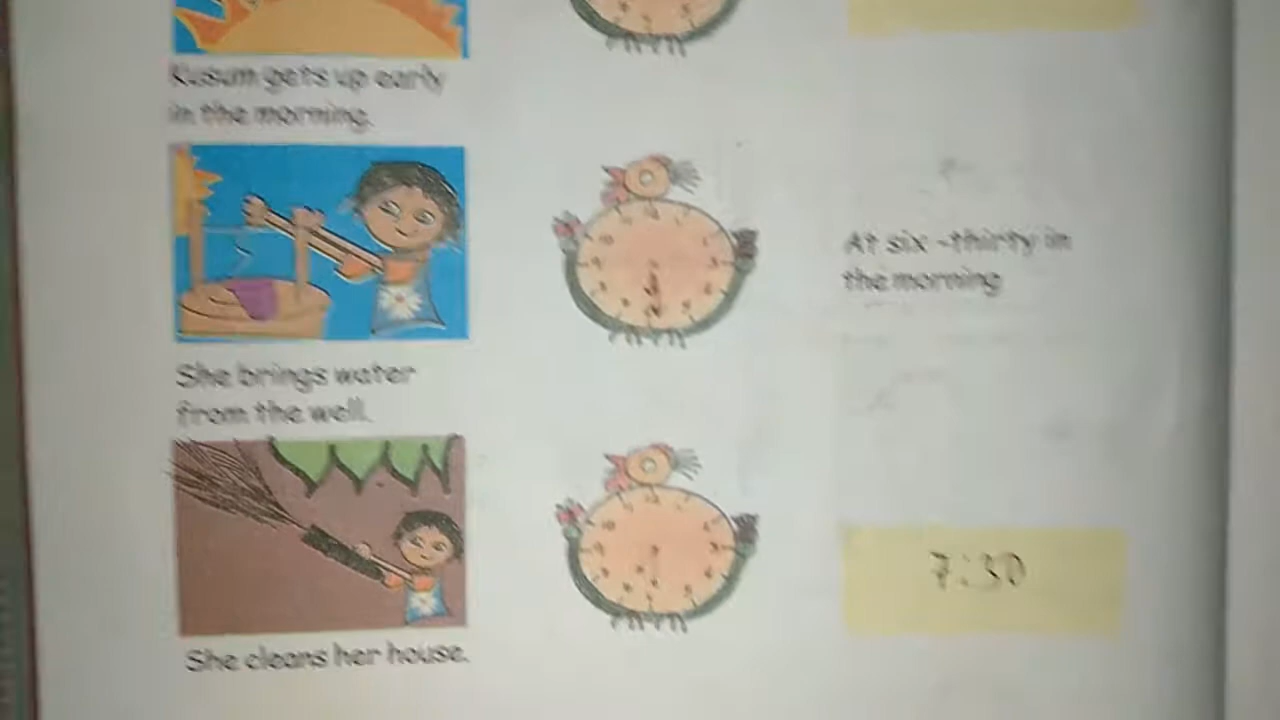 Kusum gets up early
in the morning.
At six -thirty in
the morning
She brings water
from the well.
7:30
She cleans her house.